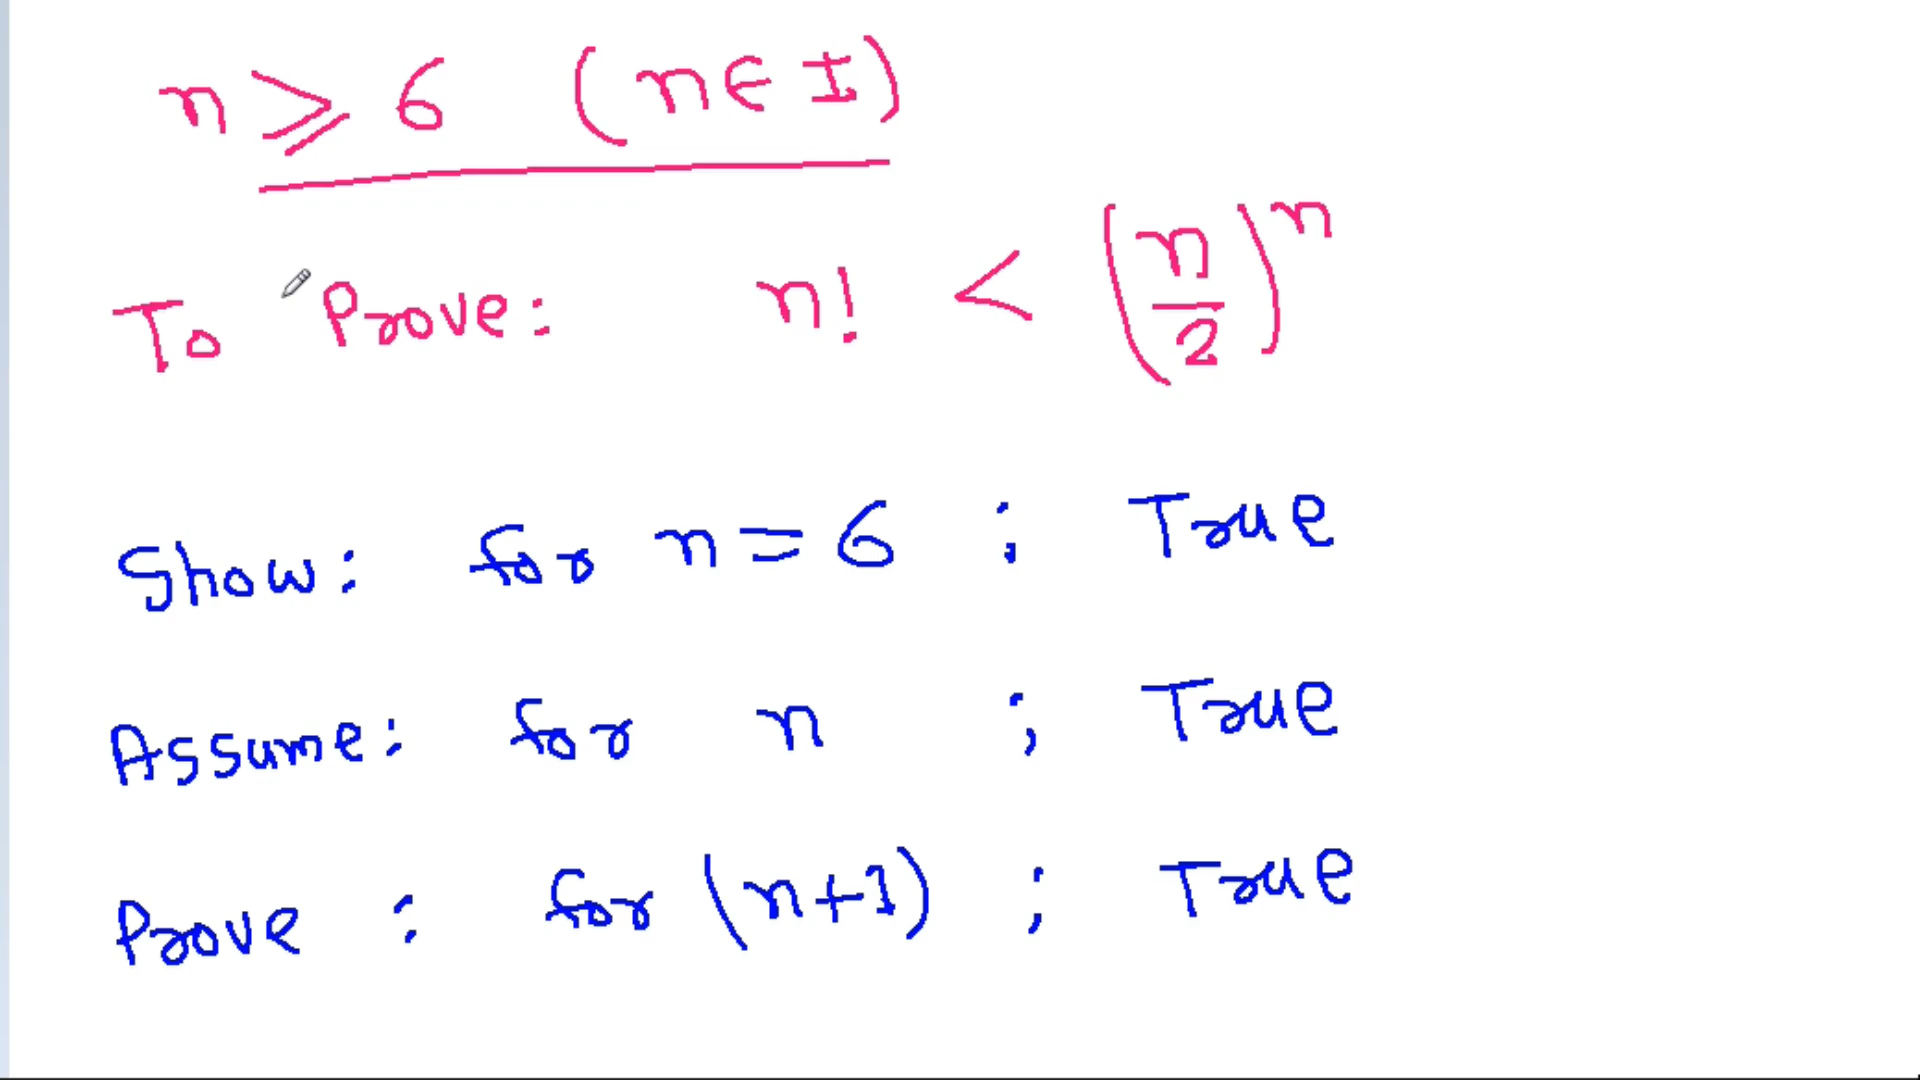 n ≥ 6 (n ∈ I)
To Prove: n! < (n/2)^n
Show: for n = 6 ; True
Assume: for n ; True
Prove : for (n+1) ; True